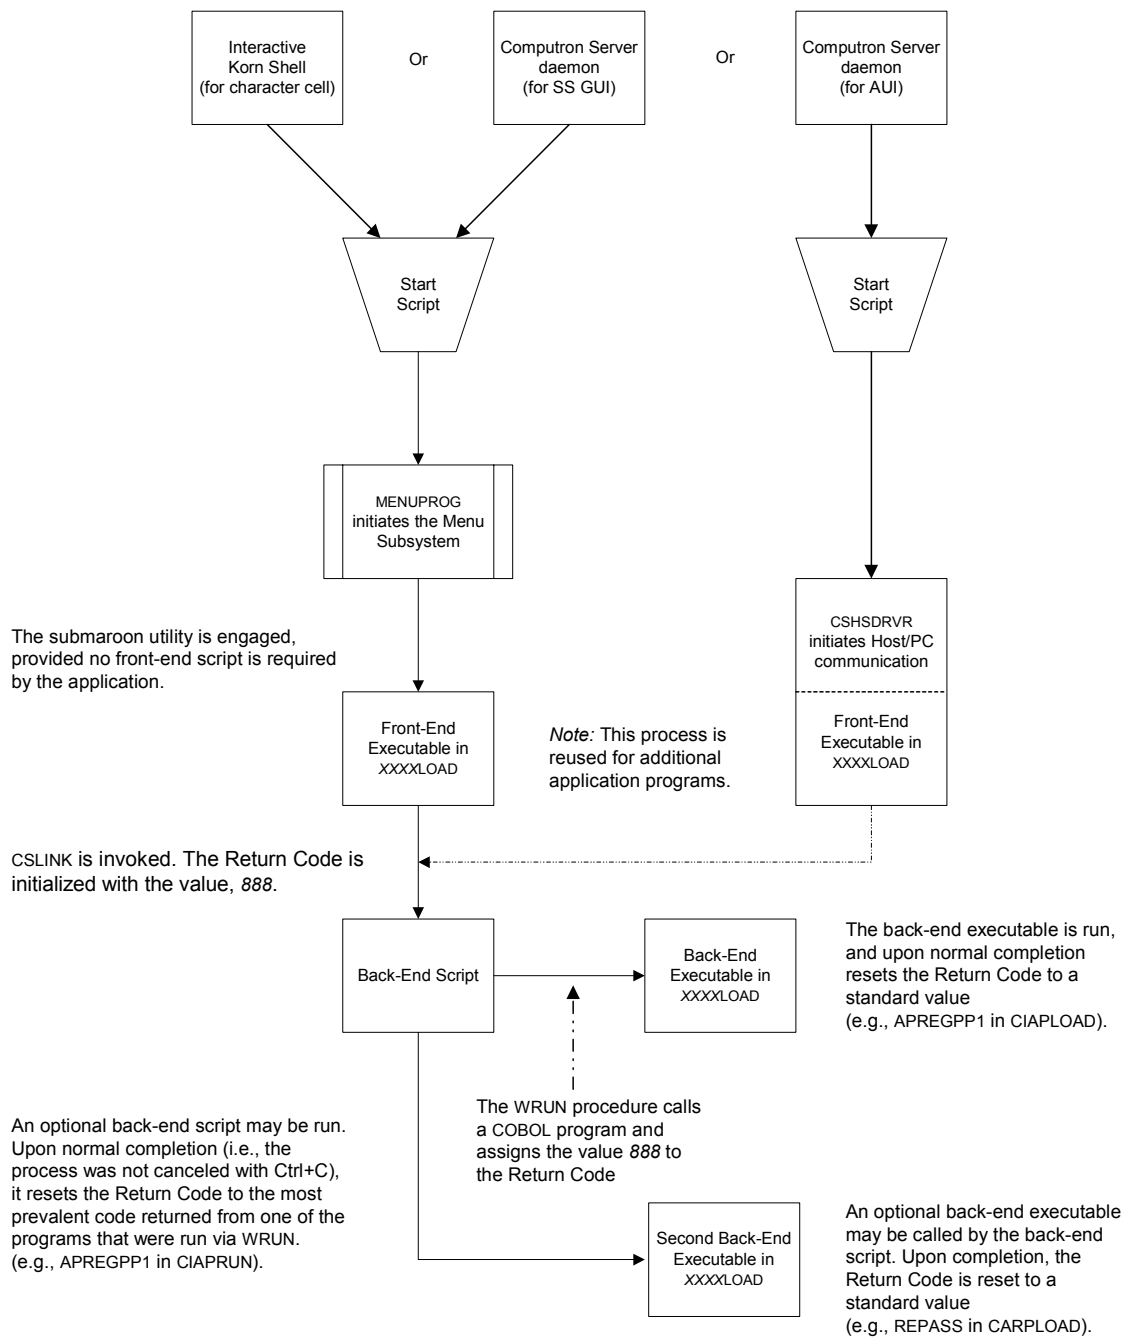 Interactive
Korn Shell
(for character cell)
Or
Computron Server
daemon
(for SS GUI)
Or
Computron Server
daemon
(for AUI)
Start
Script
Start
Script
MENUPROG
initiates the Menu
Subsystem
CSHSDRVR
initiates Host/PC
communication
The submaroon utility is engaged,
provided no front-end script is required
by the application.
Front-End
Executable in
XXXXLOAD
Note: This process is
reused for additional
application programs.
Front-End
Executable in
XXXXLOAD
CSLINK is invoked. The Return Code is
initialized with the value, 888.
Back-End Script
Back-End
Executable in
XXXXLOAD
The back-end executable is run,
and upon normal completion
resets the Return Code to a
standard value
(e.g., APREGPP1 in CIAPLOAD).
The WRUN procedure calls
a COBOL program and
assigns the value 888 to
the Return Code
An optional back-end script may be run.
Upon normal completion (i.e., the
process was not canceled with Ctrl+C),
it resets the Return Code to the most
prevalent code returned from one of the
programs that were run via WRUN.
(e.g., APREGPP1 in CIAPRUN).
Second Back-End
Executable in
XXXXLOAD
An optional back-end executable
may be called by the back-end
script. Upon completion, the
Return Code is reset to a
standard value
(e.g., REPASS in CARPLOAD).